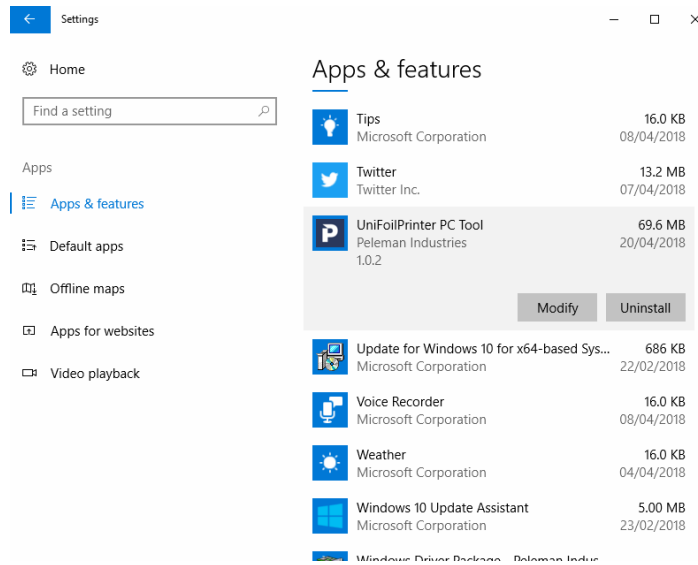 Settings
Home
Find a setting
Apps
Apps & features
Default apps
Offline maps
Apps for websites
Video playback
Apps & features
Tips 16.0 KB
Microsoft Corporation 08/04/2018
Twitter 13.2 MB
Twitter Inc. 07/04/2018
UniFoilPrinter PC Tool 69.6 MB
Peleman Industries 20/04/2018
1.0.2
Modify Uninstall
Update for Windows 10 for x64-based Sys... 686 KB
Microsoft Corporation 22/02/2018
Voice Recorder 16.0 KB
Microsoft Corporation 08/04/2018
Weather 16.0 KB
Microsoft Corporation 04/04/2018
Windows 10 Update Assistant 5.00 MB
Microsoft Corporation 23/02/2018
Windows Driver Package - Peleman Indus...